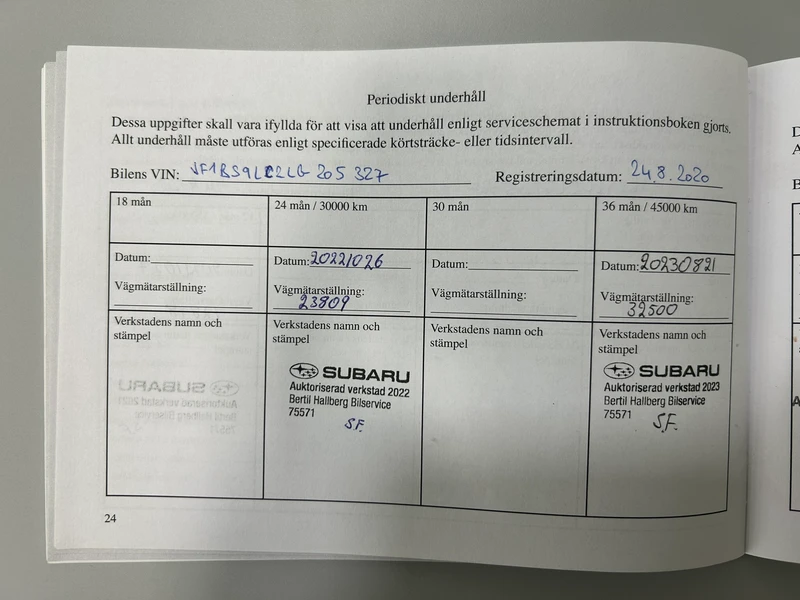 Periodiskt underhåll
Dessa uppgifter skall vara ifyllda för att visa att underhåll enligt serviceschemat i instruktionsboken gjorts.
Allt underhåll måste utföras enligt specificerade körtsträcke- eller tidsintervall.
Bilens VIN: JF1BS9LC2LG 205 327 Registreringsdatum: 24.8.2020
18 mån
24 mån / 30000 km
30 mån
36 mån / 45000 km
Datum:
Datum: 20221026
Datum:
Datum: 20230821
Vägmätarställning:
Vägmätarställning:
23809
Vägmätarställning:
Vägmätarställning:
32500
Verkstadens namn och
stämpel
Verkstadens namn och
stämpel
SUBARU
Auktoriserad verkstad 2022
Bertil Hallberg Bilservice
75571
S.F.
Verkstadens namn och
stämpel
Verkstadens namn och
stämpel
SUBARU
Auktoriserad verkstad 2023
Bertil Hallberg Bilservice
75571
S.F.
24